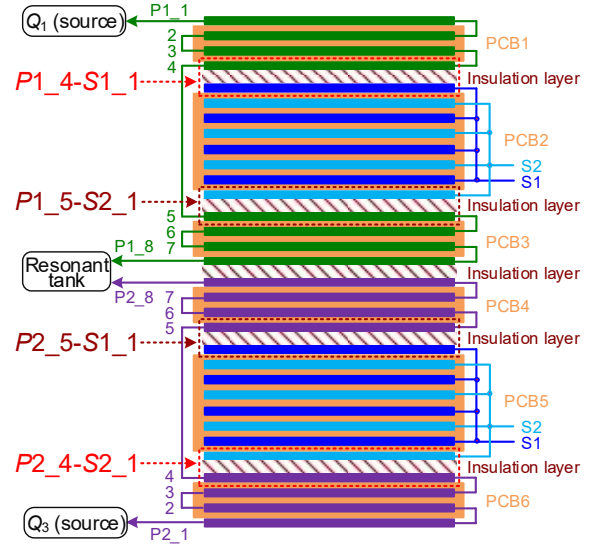 Q1 (source)
P1_1
2
3
4
PCB1
P1_4-S1_1
Insulation layer
PCB2
S2
S1
P1_5-S2_1
Insulation layer
5
6
7
PCB3
P1_8
Resonant
tank
Insulation layer
P2_8
7
6
5
PCB4
P2_5-S1_1
Insulation layer
PCB5
S2
S1
P2_4-S2_1
Insulation layer
4
3
2
PCB6
Q3 (source)
P2_1